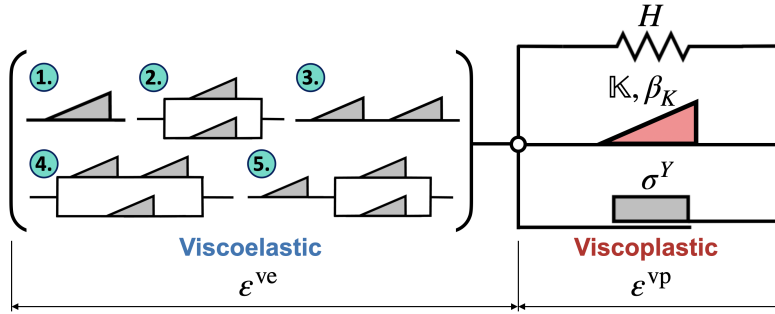 H
1.
2.
3.
𝕂, β_K
4.
5.
σ^Y
Viscoelastic
Viscoplastic
ε^ve
ε^vp